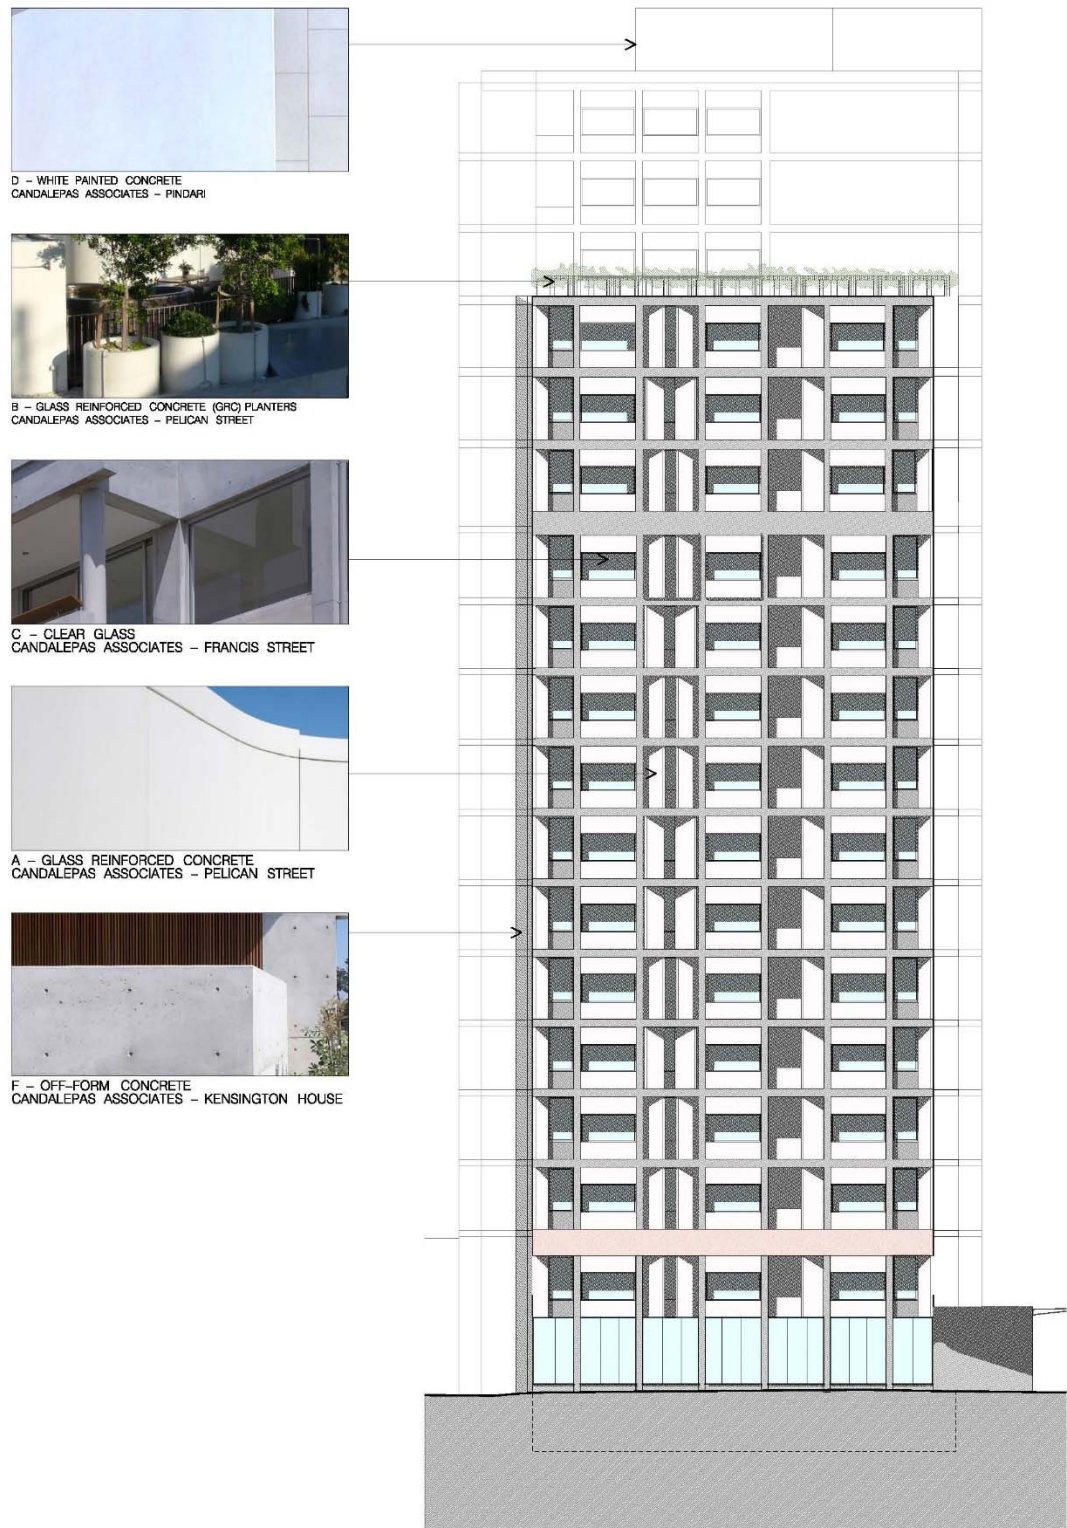 D – WHITE PAINTED CONCRETE
CANDALEPAS ASSOCIATES – PINDARI
B – GLASS REINFORCED CONCRETE (GRC) PLANTERS
CANDALEPAS ASSOCIATES – PELICAN STREET
C – CLEAR GLASS
CANDALEPAS ASSOCIATES – FRANCIS STREET
A – GLASS REINFORCED CONCRETE
CANDALEPAS ASSOCIATES – PELICAN STREET
F – OFF-FORM CONCRETE
CANDALEPAS ASSOCIATES – KENSINGTON HOUSE